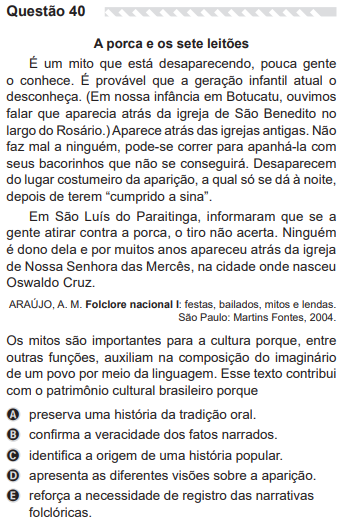 Questão 40
A porca e os sete leitões
É um mito que está desaparecendo, pouca gente
o conhece. É provável que a geração infantil atual o
desconheça. (Em nossa infância em Botucatu, ouvimos
falar que aparecia atrás da igreja de São Benedito no
largo do Rosário.) Aparece atrás das igrejas antigas. Não
faz mal a ninguém, pode-se correr para apanhá-la com
seus bacorinhos que não se conseguirá. Desaparecem
do lugar costumeiro da aparição, a qual só se dá à noite,
depois de terem “cumprido a sina”.
Em São Luís do Paraitinga, informaram que se a
gente atirar contra a porca, o tiro não acerta. Ninguém
é dono dela e por muitos anos apareceu atrás da igreja
de Nossa Senhora das Mercês, na cidade onde nasceu
Oswaldo Cruz.
ARAÚJO, A. M. Folclore nacional I: festas, bailados, mitos e lendas.
São Paulo: Martins Fontes, 2004.
Os mitos são importantes para a cultura porque, entre
outras funções, auxiliam na composição do imaginário
de um povo por meio da linguagem. Esse texto contribui
com o patrimônio cultural brasileiro porque
A preserva uma história da tradição oral.
B confirma a veracidade dos fatos narrados.
C identifica a origem de uma história popular.
D apresenta as diferentes visões sobre a aparição.
E reforça a necessidade de registro das narrativas
folclóricas.